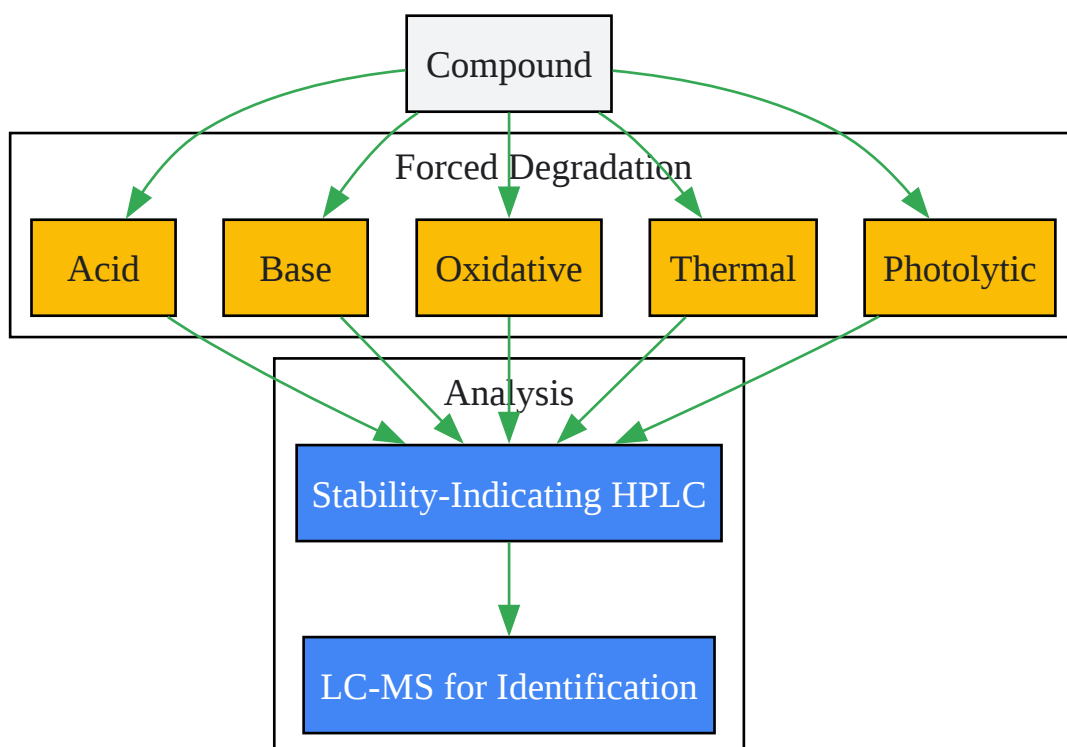 Compound
Forced Degradation
Acid
Base
Oxidative
Thermal
Photolytic
Analysis
Stability-Indicating HPLC
LC-MS for Identification